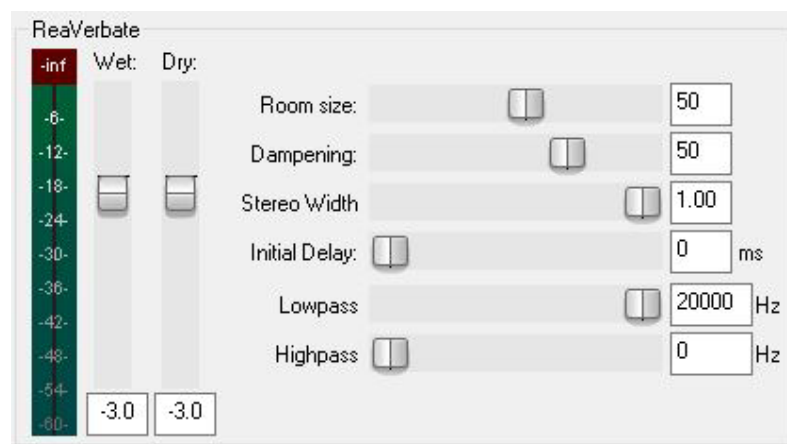 ReaVerbate
-inf Wet: Dry:
-6-
-12-
-18-
-24-
-30-
-36-
-42-
-48-
-54-
-60-
-3.0 -3.0
Room size: 50
Dampening: 50
Stereo Width 1.00
Initial Delay: 0 ms
Lowpass 20000 Hz
Highpass 0 Hz